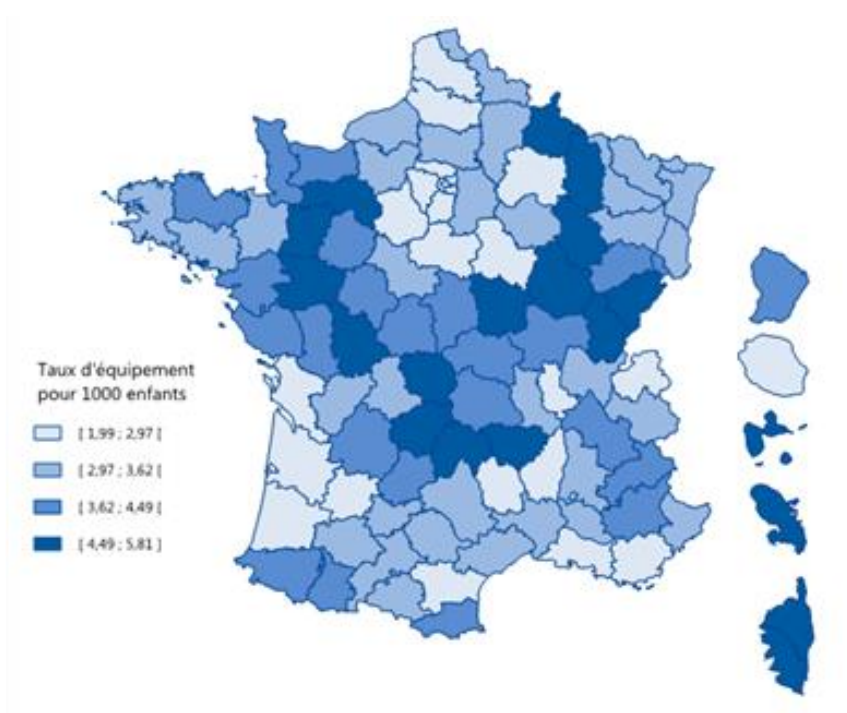 Taux d'équipement
pour 1000 enfants
[ 1,99 ; 2,97 [
[ 2,97 ; 3,62 [
[ 3,62 ; 4,49 [
[ 4,49 ; 5,81 ]